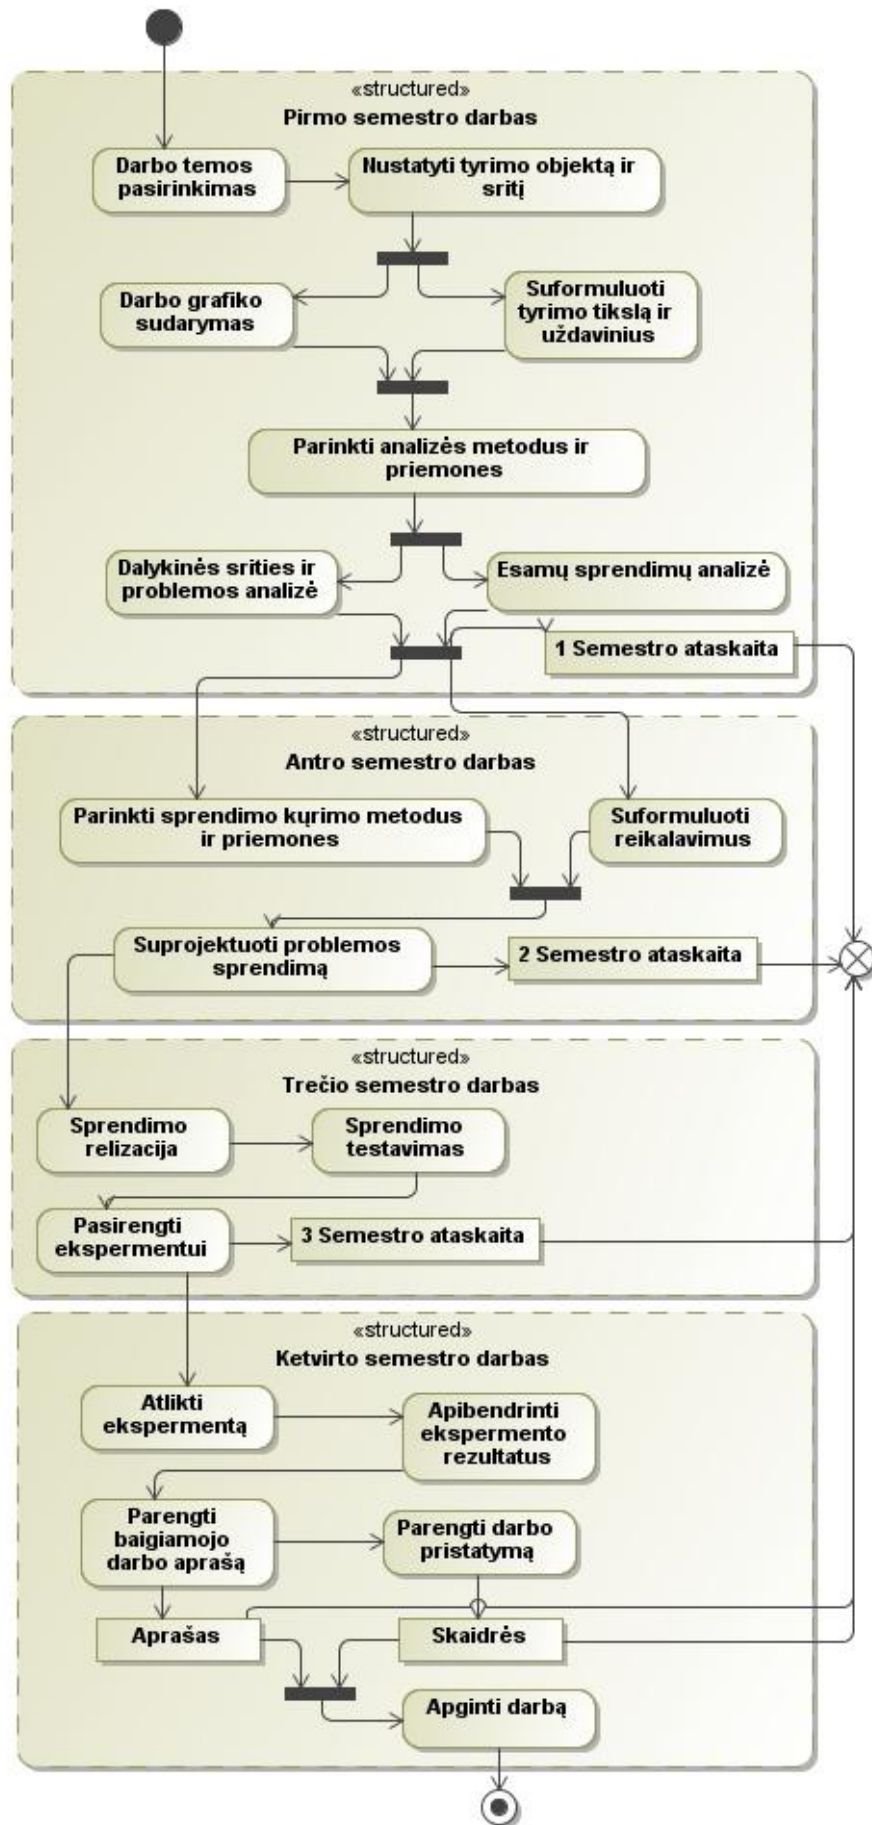 «structured»
Pirmo semestro darbas
Darbo temos
pasirinkimas
Nustatyti tyrimo objektą ir
sritį
Darbo grafiko
sudarymas
Suformuluoti
tyrimo tikslą ir
uždavinius
Parinkti analizės metodus ir
priemones
Dalykinės srities ir
problemos analizė
Esamų sprendimų analizė
1 Semestro ataskaita
«structured»
Antro semestro darbas
Parinkti sprendimo kųrimo metodus
ir priemones
Suformuluoti
reikalavimus
Suprojektuoti problemos
sprendimą
2 Semestro ataskaita
«structured»
Trečio semestro darbas
Sprendimo
relizacija
Sprendimo
testavimas
Pasirengti
ekspermentui
3 Semestro ataskaita
«structured»
Ketvirto semestro darbas
Atlikti
ekspermentą
Apibendrinti
ekspermento
rezultatus
Parengti
baigiamojo
darbo aprašą
Parengti darbo
pristatymą
Aprašas
Skaidrės
Apginti darbą